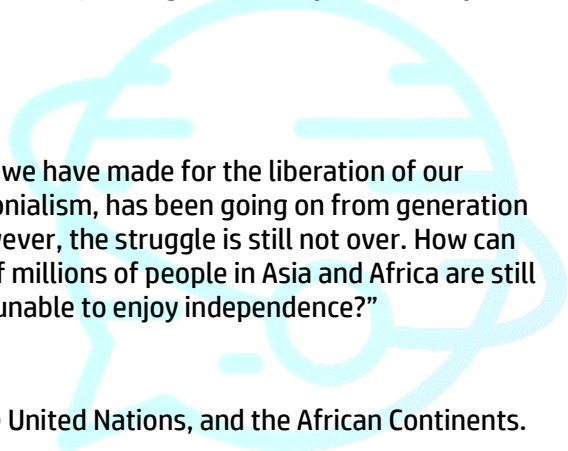 we have made for the liberation of our
onialism, has been going on from generation
ever, the struggle is still not over. How can
f millions of people in Asia and Africa are still
unable to enjoy independence?”
United Nations, and the African Continents.